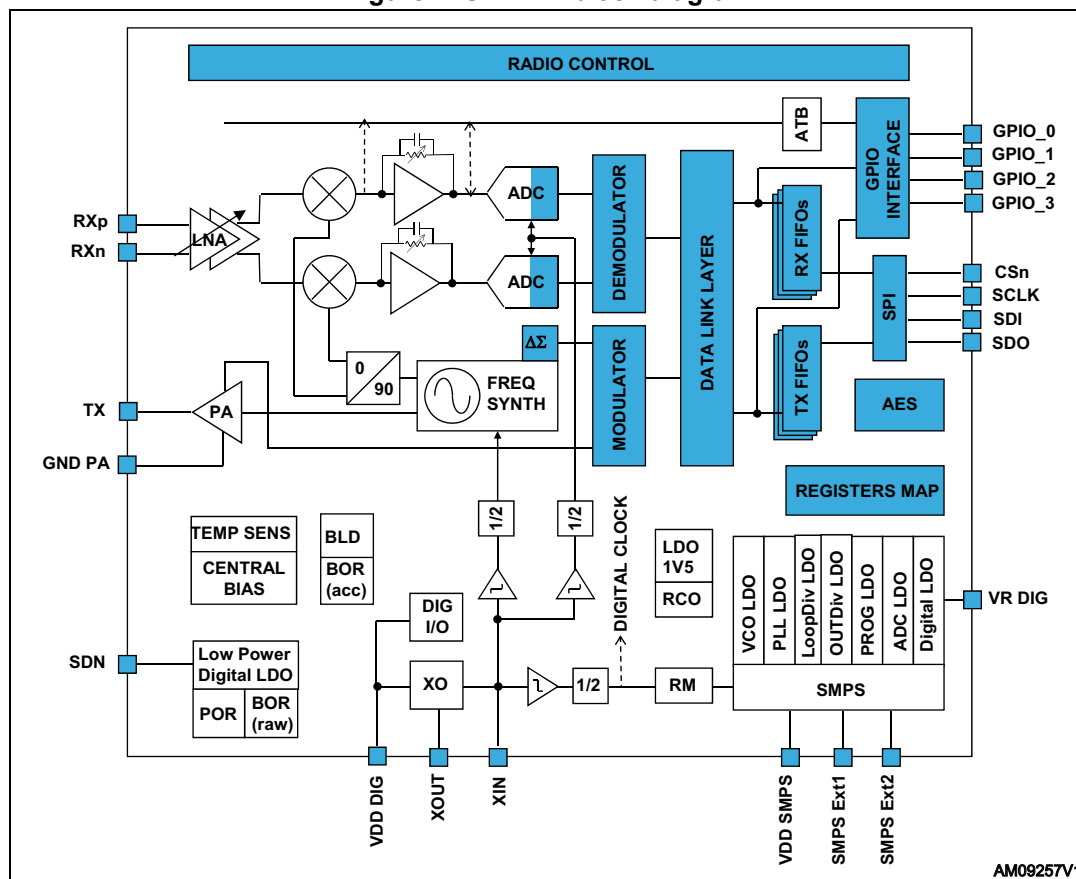 RADIO CONTROL
ATB
GPIO INTERFACE
GPIO_0
GPIO_1
GPIO_2
GPIO_3
RXp
RXn
LNA
ADC
ADC
DEMODULATOR
DATA LINK LAYER
RX FIFOs
SPI
CSn
SCLK
SDI
SDO
ΔΣ
0
90
FREQ
SYNTH
MODULATOR
TX FIFOs
AES
TX
PA
GND PA
REGISTERS MAP
1/2
1/2
TEMP SENS
CENTRAL
BIAS
BLD
BOR
(acc)
DIG
I/O
DIGITAL CLOCK
LDO
1V5
RCO
VCO LDO
PLL LDO
LoopDiv LDO
OUTDiv LDO
PROG LDO
ADC LDO
Digital LDO
VR DIG
SDN
Low Power
Digital LDO
POR
BOR
(raw)
XO
1/2
RM
SMPS
VDD DIG
XOUT
XIN
VDD SMPS
SMPS Ext1
SMPS Ext2
AM09257V1